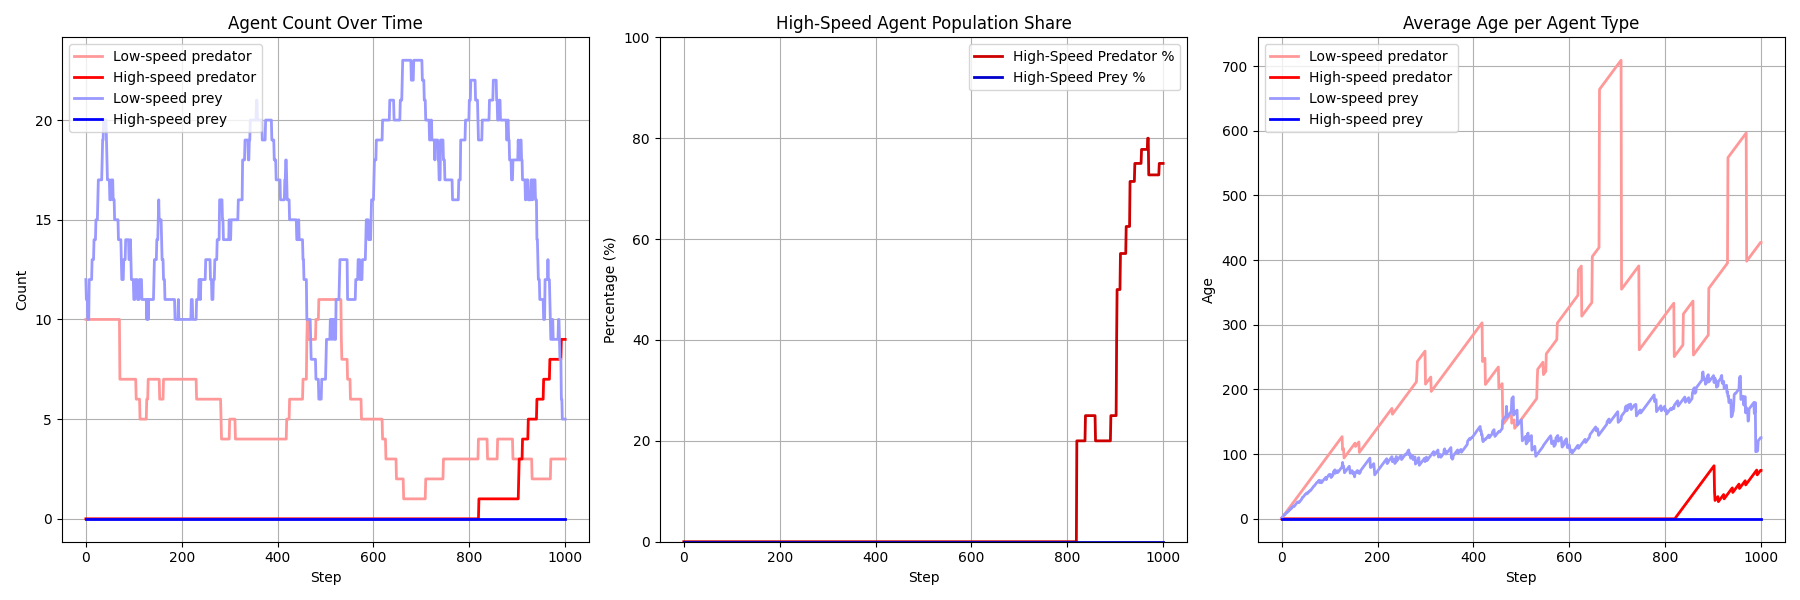 Agent Count Over Time
Low-speed predator
High-speed predator
Low-speed prey
High-speed prey
Count
20
15
10
5
0
0 200 400 600 800 1000
Step
High-Speed Agent Population Share
High-Speed Predator %
High-Speed Prey %
Percentage (%)
100
80
60
40
20
0
0 200 400 600 800 1000
Step
Average Age per Agent Type
Low-speed predator
High-speed predator
Low-speed prey
High-speed prey
Age
700
600
500
400
300
200
100
0
0 200 400 600 800 1000
Step